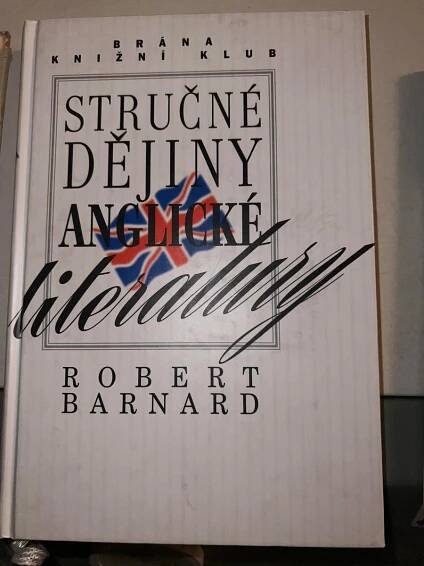 BRÁNA
KNIŽNÍ KLUB
STRUČNÉ
DĚJINY
ANGLICKÉ
literatury
ROBERT
BARNARD